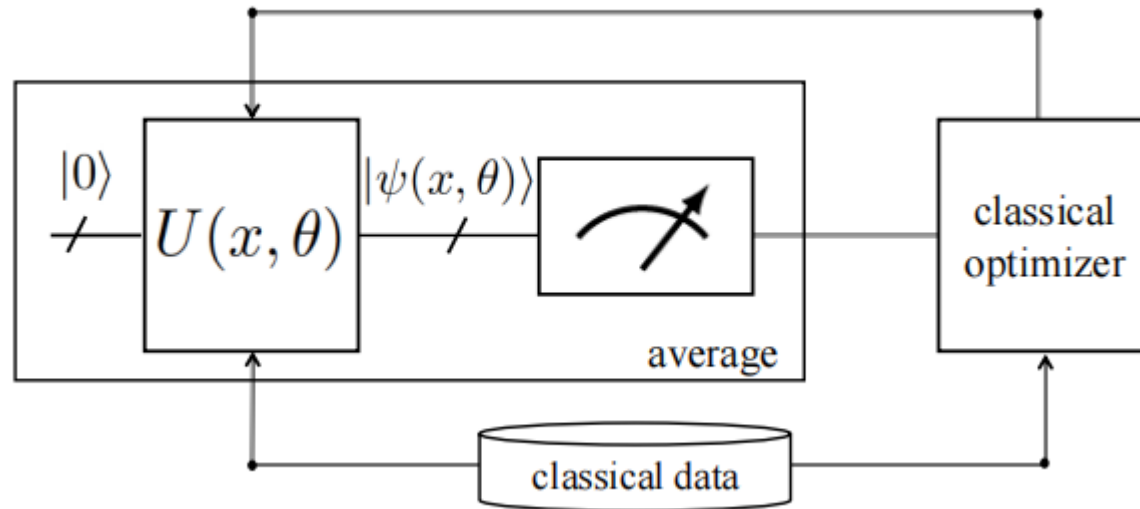 |0⟩
U(x, θ)
|ψ(x, θ)⟩
classical
optimizer
average
classical data